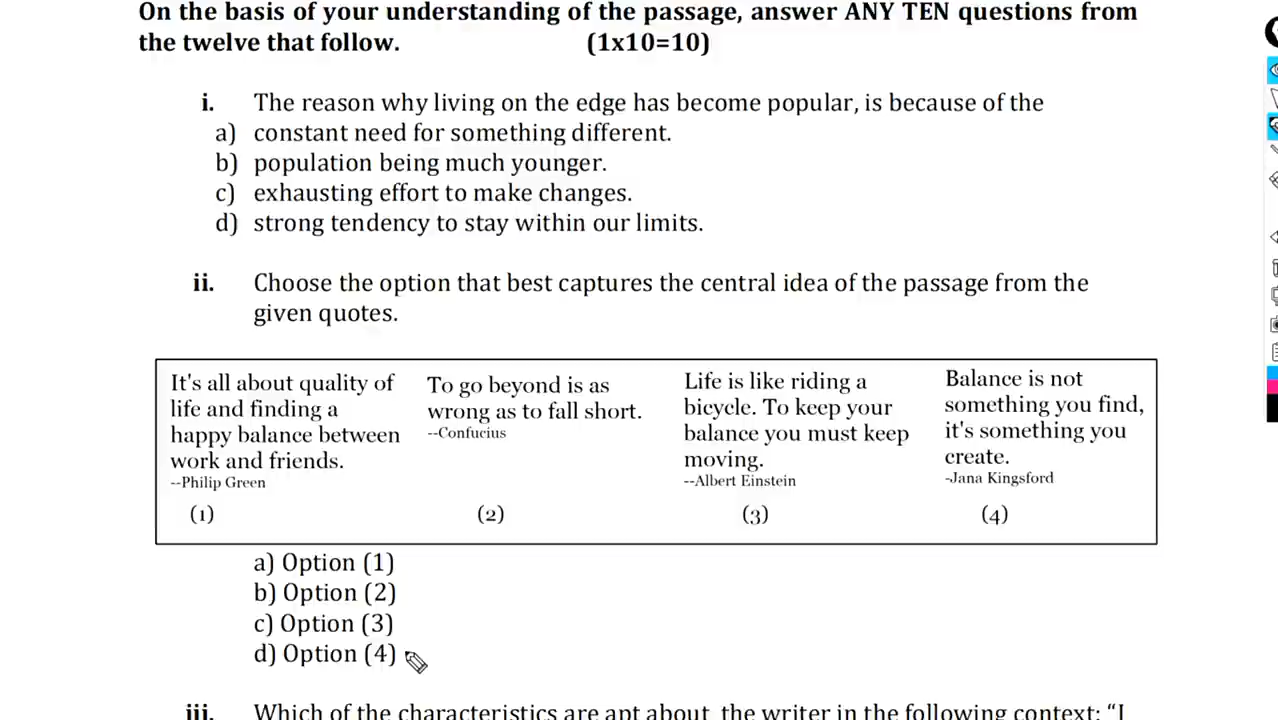 On the basis of your understanding of the passage, answer ANY TEN questions from
the twelve that follow. (1x10=10)
i. The reason why living on the edge has become popular, is because of the
a) constant need for something different.
b) population being much younger.
c) exhausting effort to make changes.
d) strong tendency to stay within our limits.
ii. Choose the option that best captures the central idea of the passage from the
given quotes.
It's all about quality of
life and finding a
happy balance between
work and friends.
--Philip Green
(1)
To go beyond is as
wrong as to fall short.
--Confucius
(2)
Life is like riding a
bicycle. To keep your
balance you must keep
moving.
--Albert Einstein
(3)
Balance is not
something you find,
it's something you
create.
-Jana Kingsford
(4)
a) Option (1)
b) Option (2)
c) Option (3)
d) Option (4)
iii. Which of the characteristics are apt about the writer in the following context: “I